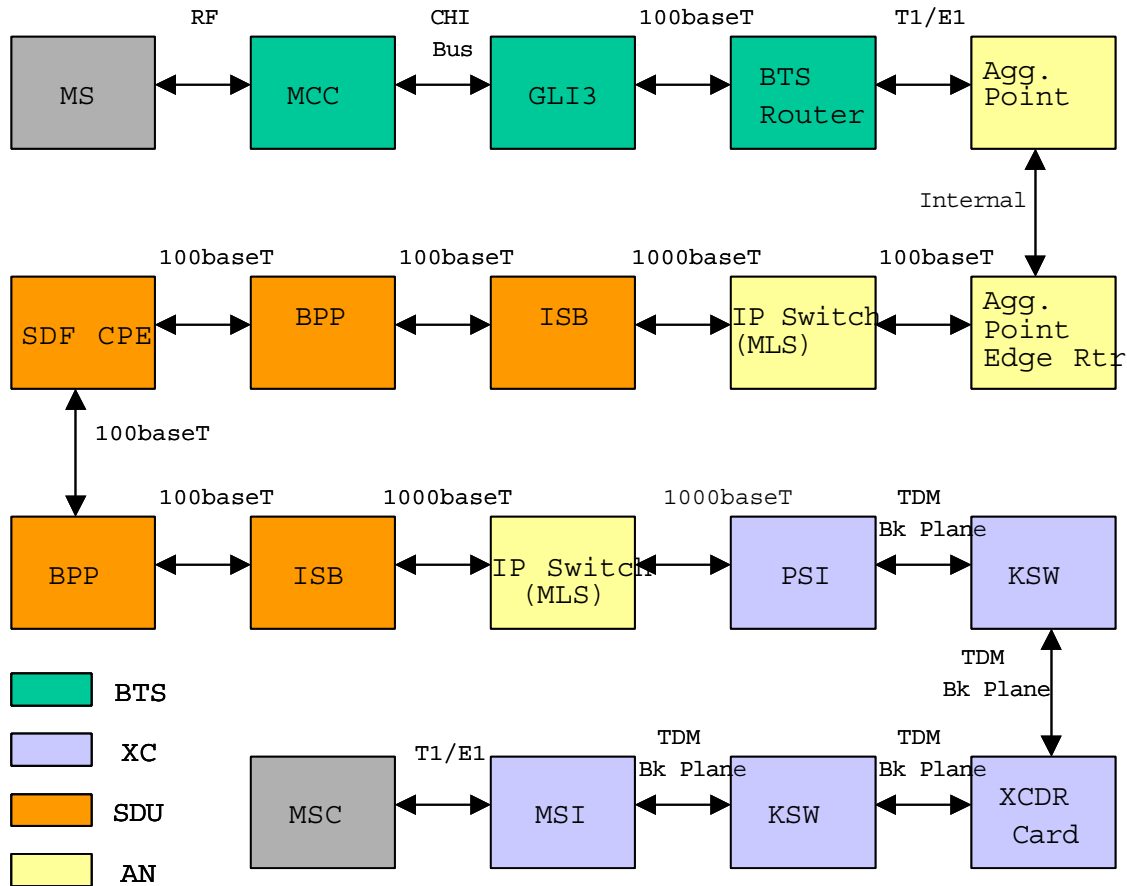 RF
CHI
Bus
100baseT
T1/E1
MS
MCC
GLI3
BTS
Router
Agg.
Point
Internal
100baseT
100baseT
1000baseT
100baseT
SDF CPE
BPP
ISB
IP Switch
(MLS)
Agg.
Point
Edge Rtr
100baseT
100baseT
1000baseT
1000baseT
TDM
Bk Plane
BPP
ISB
IP Switch
(MLS)
PSI
KSW
TDM
Bk Plane
BTS
XC
SDU
AN
T1/E1
TDM
Bk Plane
TDM
Bk Plane
MSC
MSI
KSW
XCDR
Card